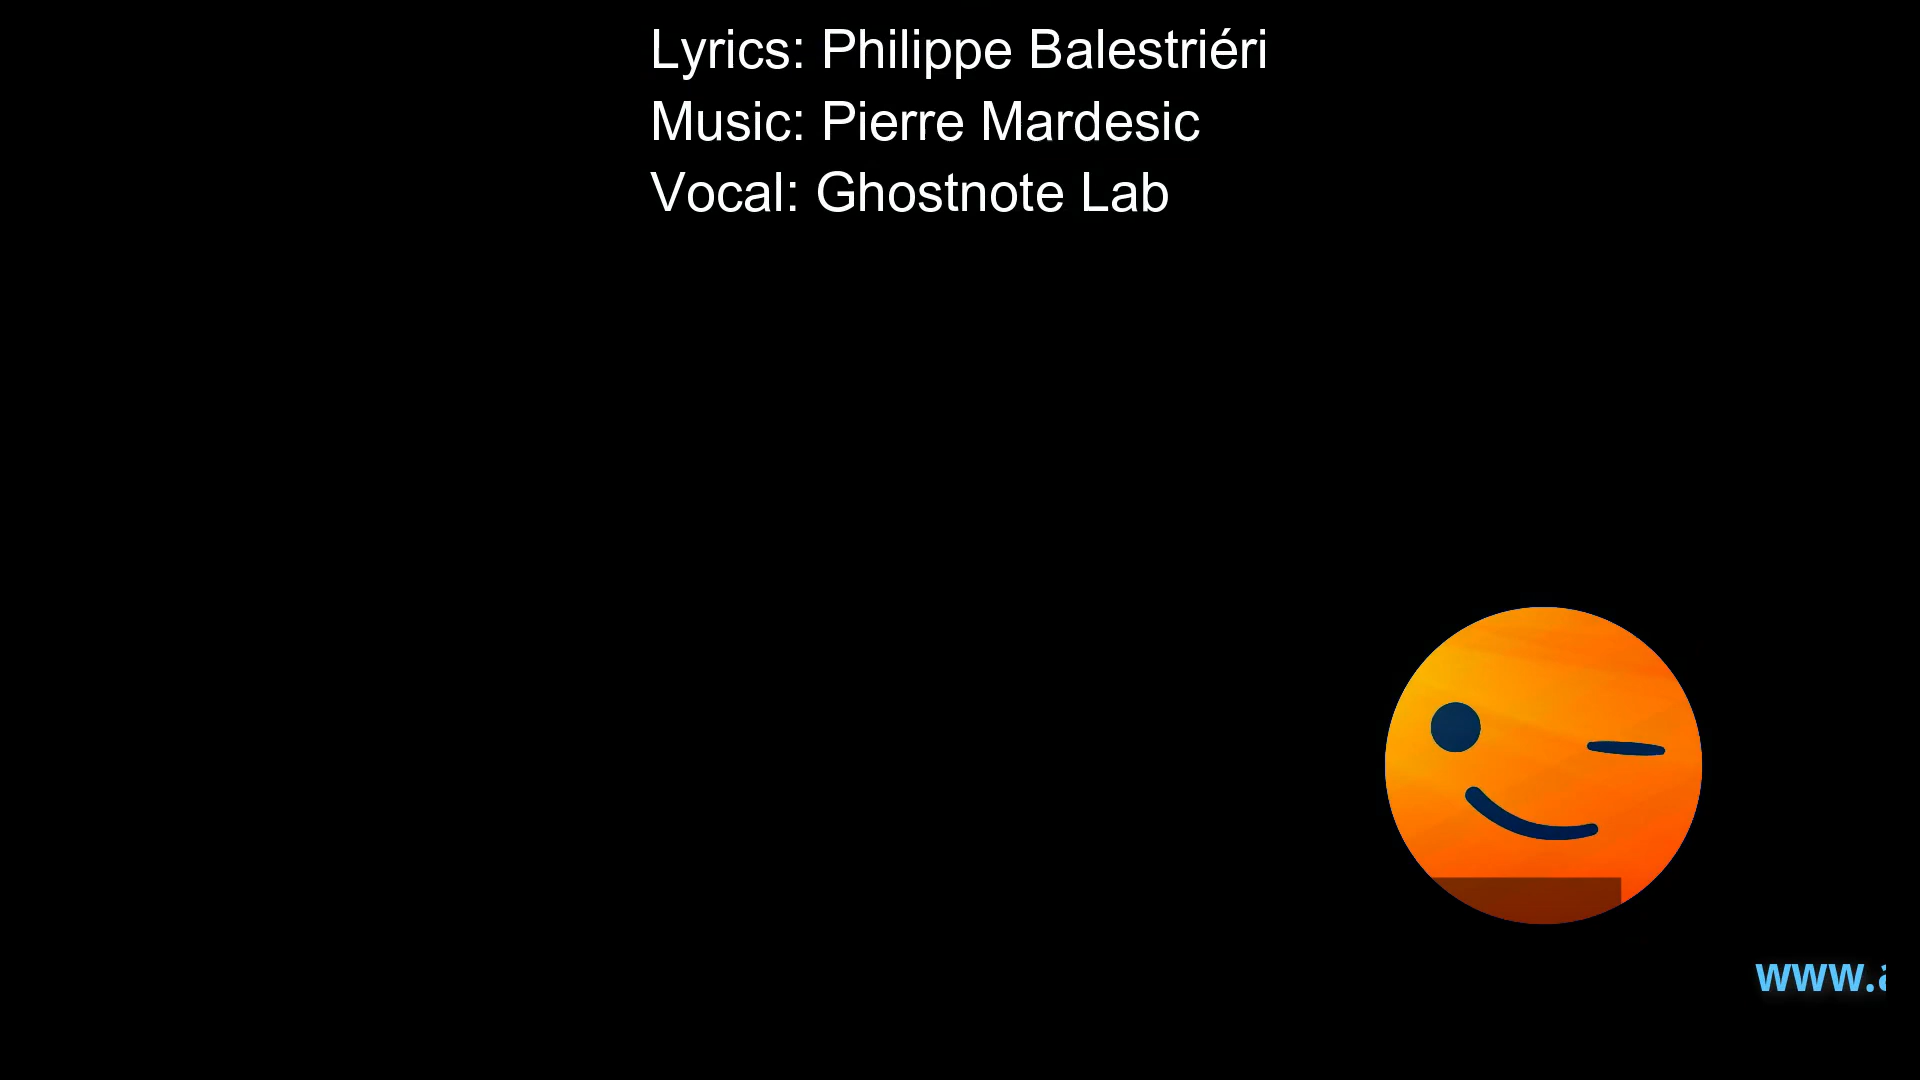 Lyrics: Philippe Balestriéri
Music: Pierre Mardesic
Vocal: Ghostnote Lab
www.